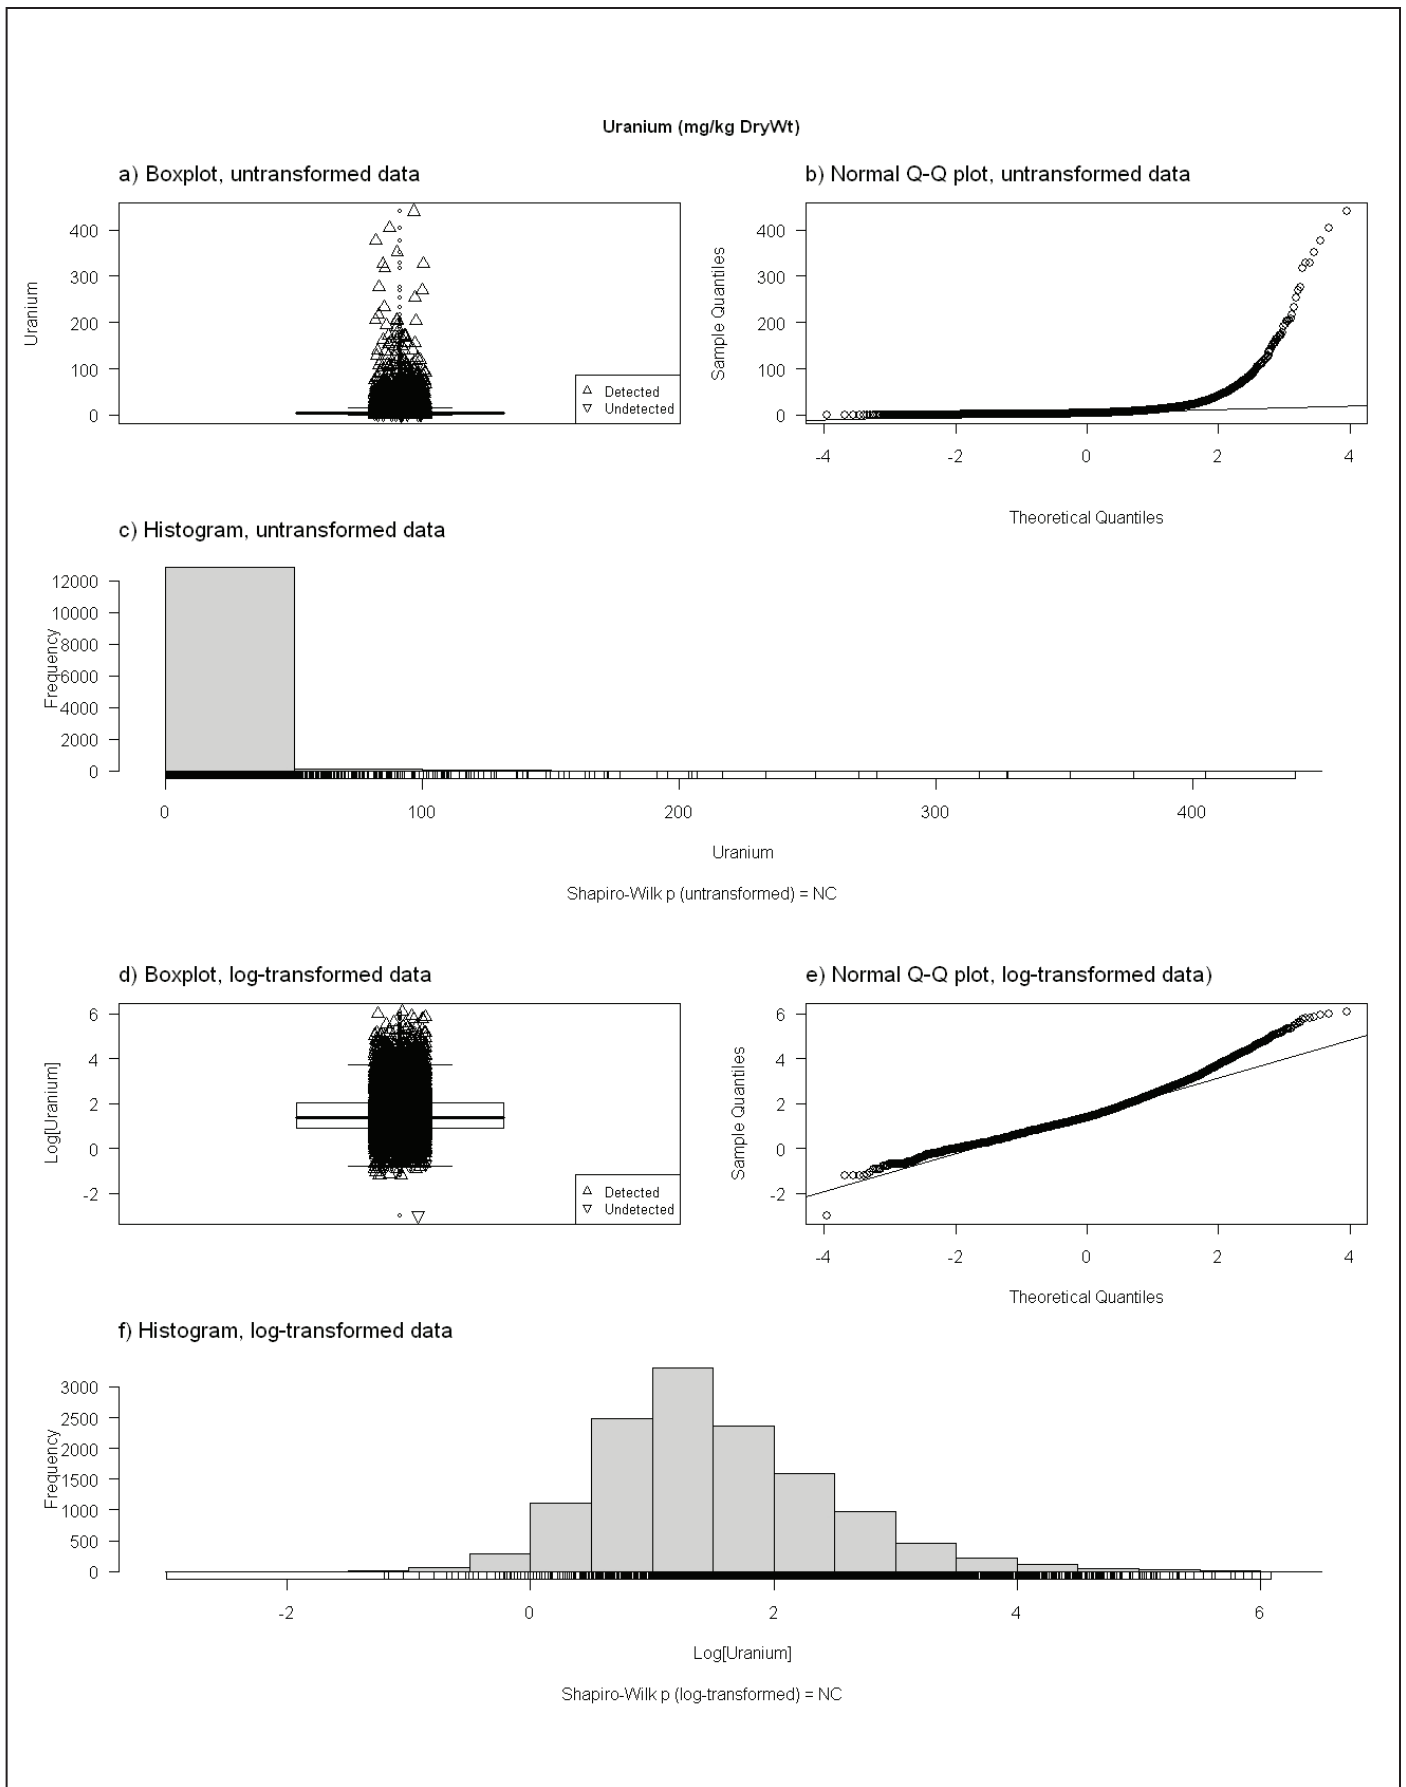 Uranium (mg/kg DryWt)
a) Boxplot, untransformed data
Uranium
400
300
200
100
0
△ Detected
▽ Undetected
b) Normal Q-Q plot, untransformed data
Sample Quantiles
400
300
200
100
0
-4 -2 0 2 4
Theoretical Quantiles
c) Histogram, untransformed data
Frequency
12000
10000
8000
6000
4000
2000
0
0 100 200 300 400
Uranium
Shapiro-Wilk p (untransformed) = NC
d) Boxplot, log-transformed data
Log[Uranium]
6
4
2
0
-2
△ Detected
▽ Undetected
e) Normal Q-Q plot, log-transformed data)
Sample Quantiles
6
4
2
0
-2
-4 -2 0 2 4
Theoretical Quantiles
f) Histogram, log-transformed data
Frequency
3000
2500
2000
1500
1000
500
0
-2 0 2 4 6
Log[Uranium]
Shapiro-Wilk p (log-transformed) = NC